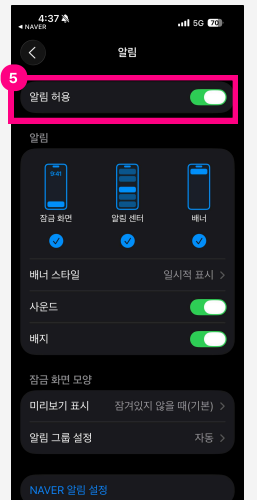 4:37
5G 70
◀ NAVER
알림
5
알림 허용
알림
9:41
잠금 화면 알림 센터 배너
배너 스타일 일시적 표시 >
사운드
배지
잠금 화면 모양
미리보기 표시 잠겨있지 않을 때(기본) >
알림 그룹 설정 자동 >
NAVER 알림 설정